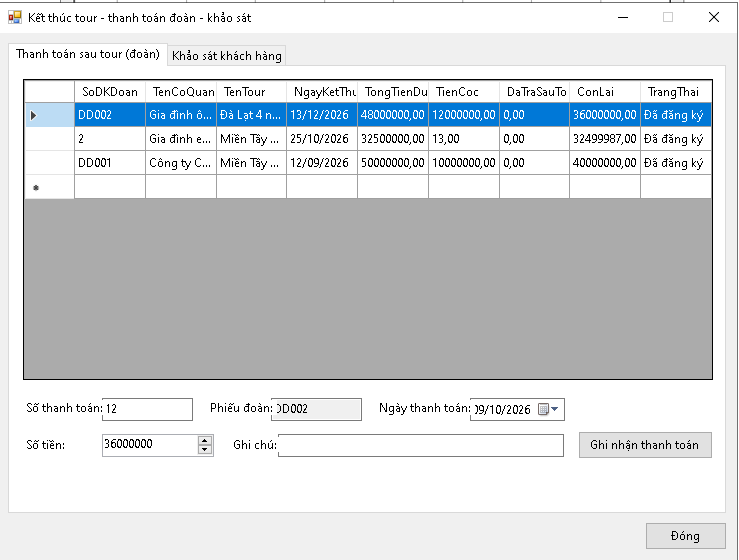 Kết thúc tour - thanh toán đoàn - khảo sát
Thanh toán sau tour (đoàn) Khảo sát khách hàng
SoDKDoan TenCoQuan TenTour NgayKetThu TongTienDu TienCoc DaTraSauTo ConLai TrangThai
DD002 Gia đình ô... Đà Lạt 4 n... 13/12/2026 48000000,00 12000000,00 0,00 36000000,00 Đã đăng ký
2 Gia đình e... Miền Tây ... 25/10/2026 32500000,00 13,00 0,00 32499987,00 Đã đăng ký
DD001 Công ty C... Miền Tây ... 12/09/2026 50000000,00 10000000,00 0,00 40000000,00 Đã đăng ký
Số thanh toán: 12 Phiếu đoàn: DD002 Ngày thanh toán: 09/10/2026
Số tiền: 36000000 Ghi chú: Ghi nhận thanh toán
Đóng